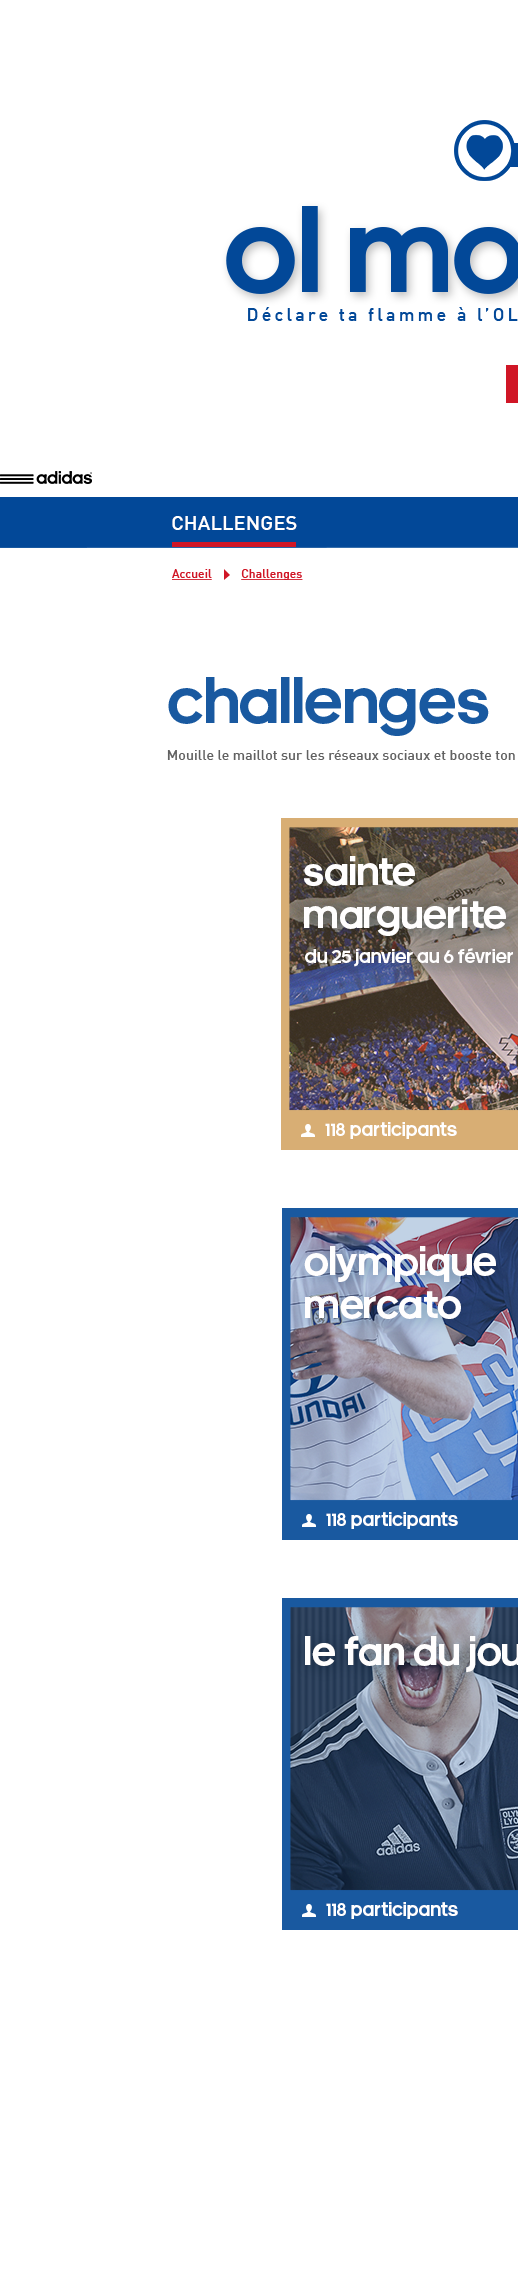 ol mo
Déclare ta flamme à l'OL
adidas
CHALLENGES
Accueil Challenges
challenges
Mouille le maillot sur les réseaux sociaux et booste ton
sainte
marguerite
du 25 janvier au 6 février
118 participants
olympique
mercato
UNDAI
118 participants
le fan du jou
adidas
118 participants